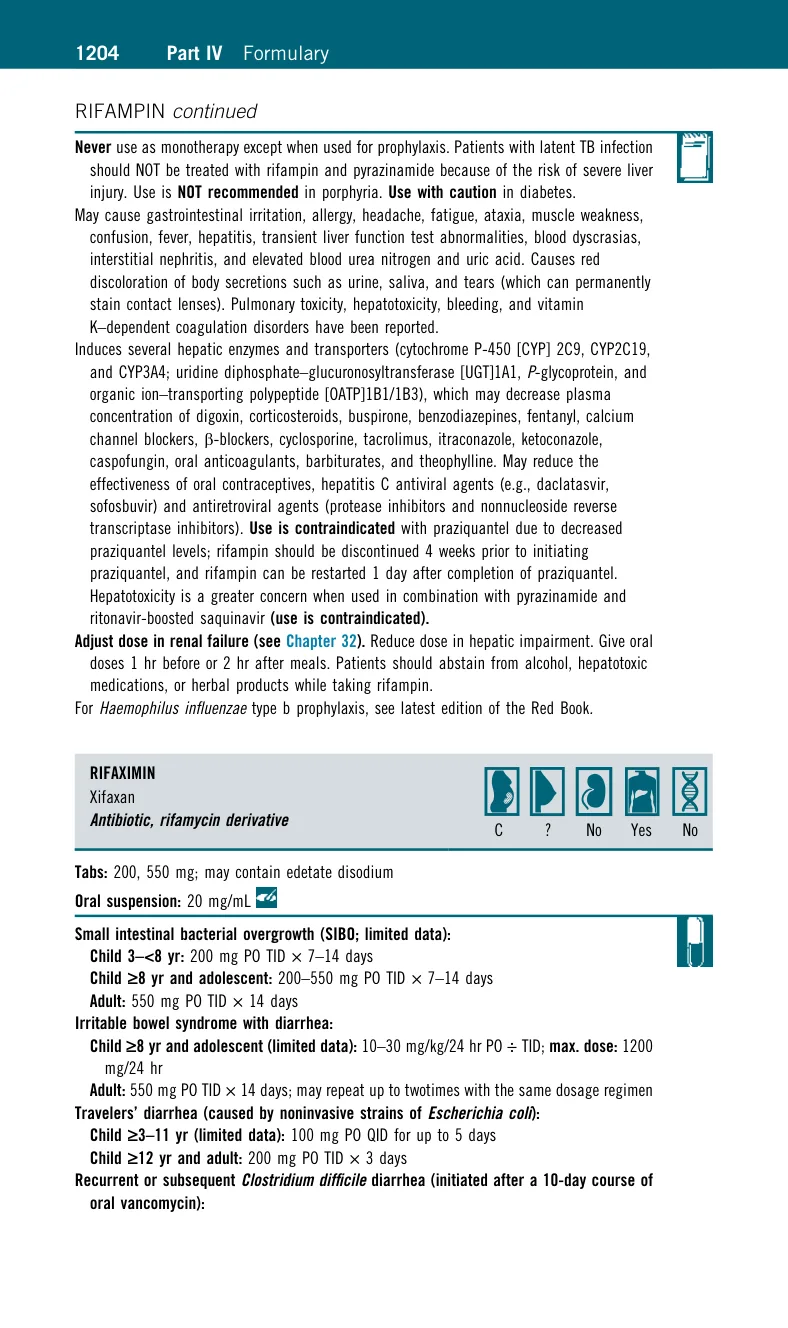 1204 Part IV Formulary
RIFAMPIN continued
Never use as monotherapy except when used for prophylaxis. Patients with latent TB infection
should NOT be treated with rifampin and pyrazinamide because of the risk of severe liver
injury. Use is NOT recommended in porphyria. Use with caution in diabetes.
May cause gastrointestinal irritation, allergy, headache, fatigue, ataxia, muscle weakness,
confusion, fever, hepatitis, transient liver function test abnormalities, blood dyscrasias,
interstitial nephritis, and elevated blood urea nitrogen and uric acid. Causes red
discoloration of body secretions such as urine, saliva, and tears (which can permanently
stain contact lenses). Pulmonary toxicity, hepatotoxicity, bleeding, and vitamin
K–dependent coagulation disorders have been reported.
Induces several hepatic enzymes and transporters (cytochrome P-450 [CYP] 2C9, CYP2C19,
and CYP3A4; uridine diphosphate–glucuronosyltransferase [UGT]1A1, P-glycoprotein, and
organic ion–transporting polypeptide [OATP]1B1/1B3), which may decrease plasma
concentration of digoxin, corticosteroids, buspirone, benzodiazepines, fentanyl, calcium
channel blockers, β-blockers, cyclosporine, tacrolimus, itraconazole, ketoconazole,
caspofungin, oral anticoagulants, barbiturates, and theophylline. May reduce the
effectiveness of oral contraceptives, hepatitis C antiviral agents (e.g., daclatasvir,
sofosbuvir) and antiretroviral agents (protease inhibitors and nonnucleoside reverse
transcriptase inhibitors). Use is contraindicated with praziquantel due to decreased
praziquantel levels; rifampin should be discontinued 4 weeks prior to initiating
praziquantel, and rifampin can be restarted 1 day after completion of praziquantel.
Hepatotoxicity is a greater concern when used in combination with pyrazinamide and
ritonavir-boosted saquinavir (use is contraindicated).
Adjust dose in renal failure (see Chapter 32). Reduce dose in hepatic impairment. Give oral
doses 1 hr before or 2 hr after meals. Patients should abstain from alcohol, hepatotoxic
medications, or herbal products while taking rifampin.
For Haemophilus influenzae type b prophylaxis, see latest edition of the Red Book.
RIFAXIMIN
Xifaxan
Antibiotic, rifamycin derivative
C ? No Yes No
Tabs: 200, 550 mg; may contain edetate disodium
Oral suspension: 20 mg/mL
Small intestinal bacterial overgrowth (SIBO; limited data):
Child 3–<8 yr: 200 mg PO TID × 7–14 days
Child ≥8 yr and adolescent: 200–550 mg PO TID × 7–14 days
Adult: 550 mg PO TID × 14 days
Irritable bowel syndrome with diarrhea:
Child ≥8 yr and adolescent (limited data): 10–30 mg/kg/24 hr PO ÷ TID; max. dose: 1200
mg/24 hr
Adult: 550 mg PO TID × 14 days; may repeat up to twotimes with the same dosage regimen
Travelers' diarrhea (caused by noninvasive strains of Escherichia coli):
Child ≥3–11 yr (limited data): 100 mg PO QID for up to 5 days
Child ≥12 yr and adult: 200 mg PO TID × 3 days
Recurrent or subsequent Clostridium difficile diarrhea (initiated after a 10-day course of
oral vancomycin):